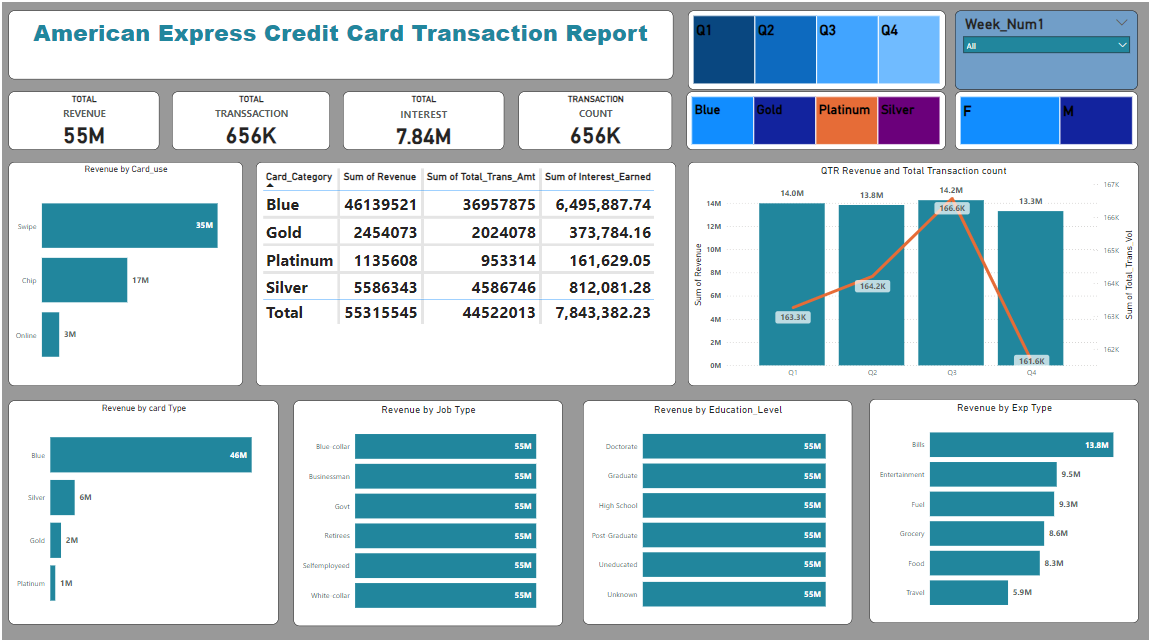 American Express Credit Card Transaction Report
Q1 Q2 Q3 Q4
Week_Num1
All
TOTAL
REVENUE
55M
TOTAL
TRANSSACTION
656K
TOTAL
INTEREST
7.84M
TRANSACTION
COUNT
656K
Blue Gold Platinum Silver
F M
Revenue by Card_use
Swipe 35M
Chip 17M
Online 3M
Card_Category Sum of Revenue Sum of Total_Trans_Amt Sum of Interest_Earned
Blue 46139521 36957875 6,495,887.74
Gold 2454073 2024078 373,784.16
Platinum 1135608 953314 161,629.05
Silver 5586343 4586746 812,081.28
Total 55315545 44522013 7,843,382.23
QTR Revenue and Total Transaction count
Sum of Revenue
14M
12M
10M
8M
6M
4M
2M
0M
14.0M 13.8M 14.2M 13.3M
163.3K 164.2K 166.6K 161.6K
Q1 Q2 Q3 Q4
167K
166K
165K
164K
163K
162K
Sum of Total_Trans_Vol
Revenue by card Type
Blue 46M
Silver 6M
Gold 2M
Platinum 1M
Revenue by Job Type
Blue-collar 55M
Businessman 55M
Govt 55M
Retirees 55M
Selfemployeed 55M
White-collar 55M
Revenue by Education_Level
Doctorate 55M
Graduate 55M
High School 55M
Post-Graduate 55M
Uneducated 55M
Unknown 55M
Revenue by Exp Type
Bills 13.8M
Entertainment 9.5M
Fuel 9.3M
Grocery 8.6M
Food 8.3M
Travel 5.9M